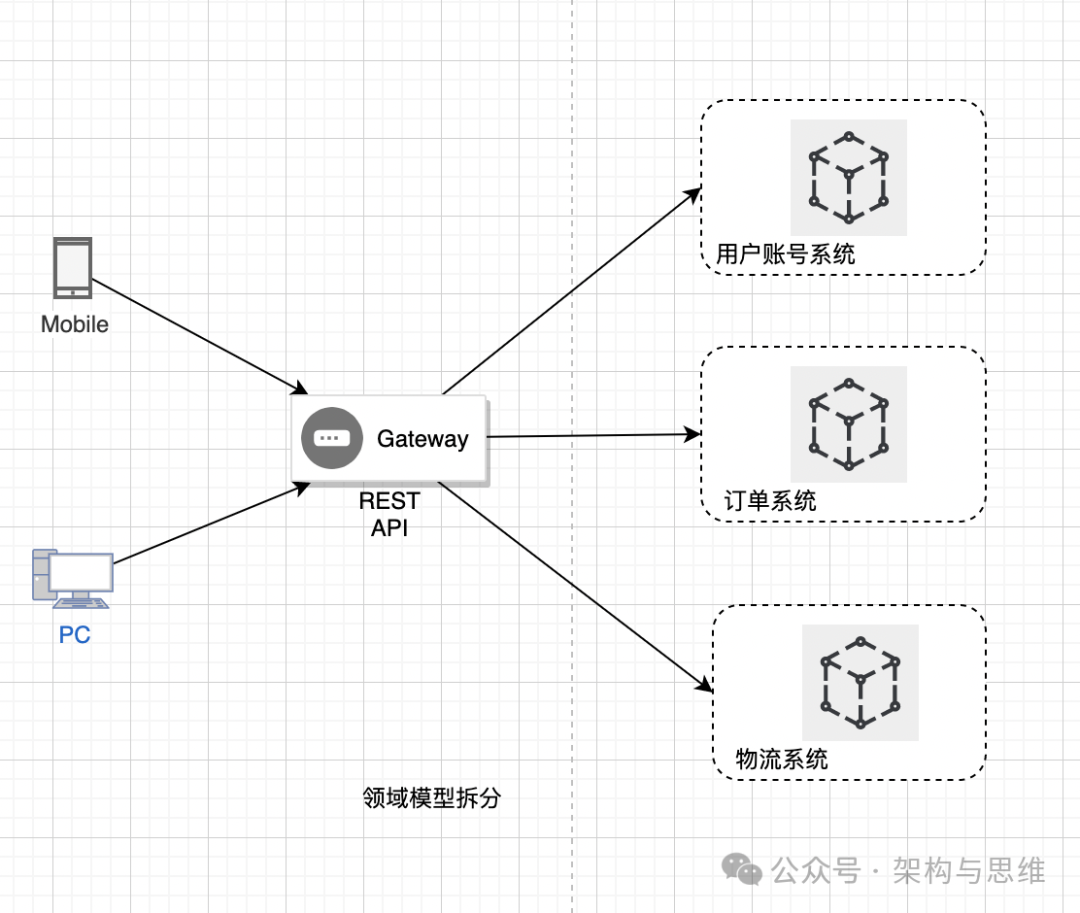 用户账号系统
Mobile
Gateway
REST
API
订单系统
PC
物流系统
领域模型拆分
公众号 · 架构与思维